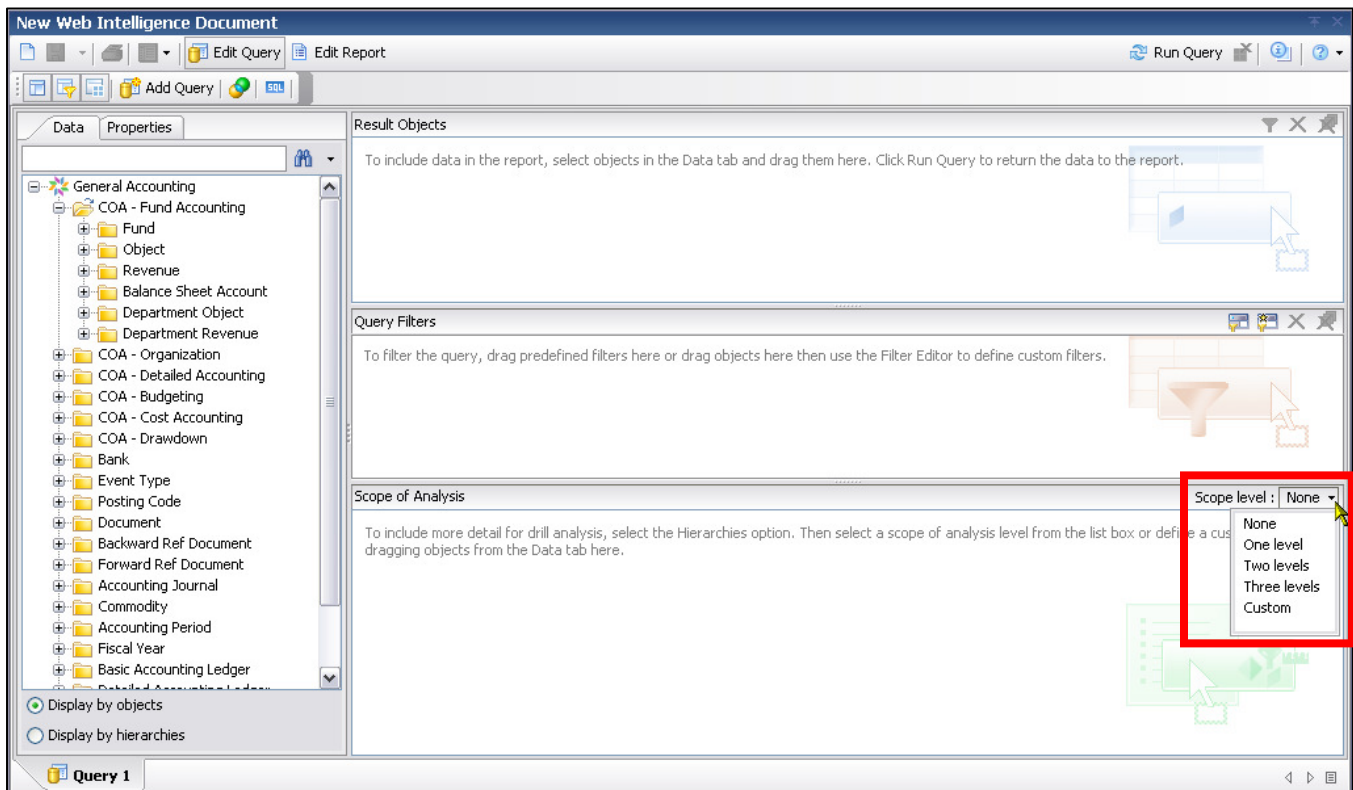 New Web Intelligence Document
Edit Query Edit Report Run Query
Add Query SQL
Data Properties
General Accounting
COA - Fund Accounting
Fund
Object
Revenue
Balance Sheet Account
Department Object
Department Revenue
COA - Organization
COA - Detailed Accounting
COA - Budgeting
COA - Cost Accounting
COA - Drawdown
Bank
Event Type
Posting Code
Document
Backward Ref Document
Forward Ref Document
Accounting Journal
Commodity
Accounting Period
Fiscal Year
Basic Accounting Ledger
Detailed Accounting Ledger
Display by objects
Display by hierarchies
Result Objects
To include data in the report, select objects in the Data tab and drag them here. Click Run Query to return the data to the report.
Query Filters
To filter the query, drag predefined filters here or drag objects here then use the Filter Editor to define custom filters.
Scope of Analysis
Scope level : None
To include more detail for drill analysis, select the Hierarchies option. Then select a scope of analysis level from the list box or define a cus
dragging objects from the Data tab here.
None
One level
Two levels
Three levels
Custom
Query 1